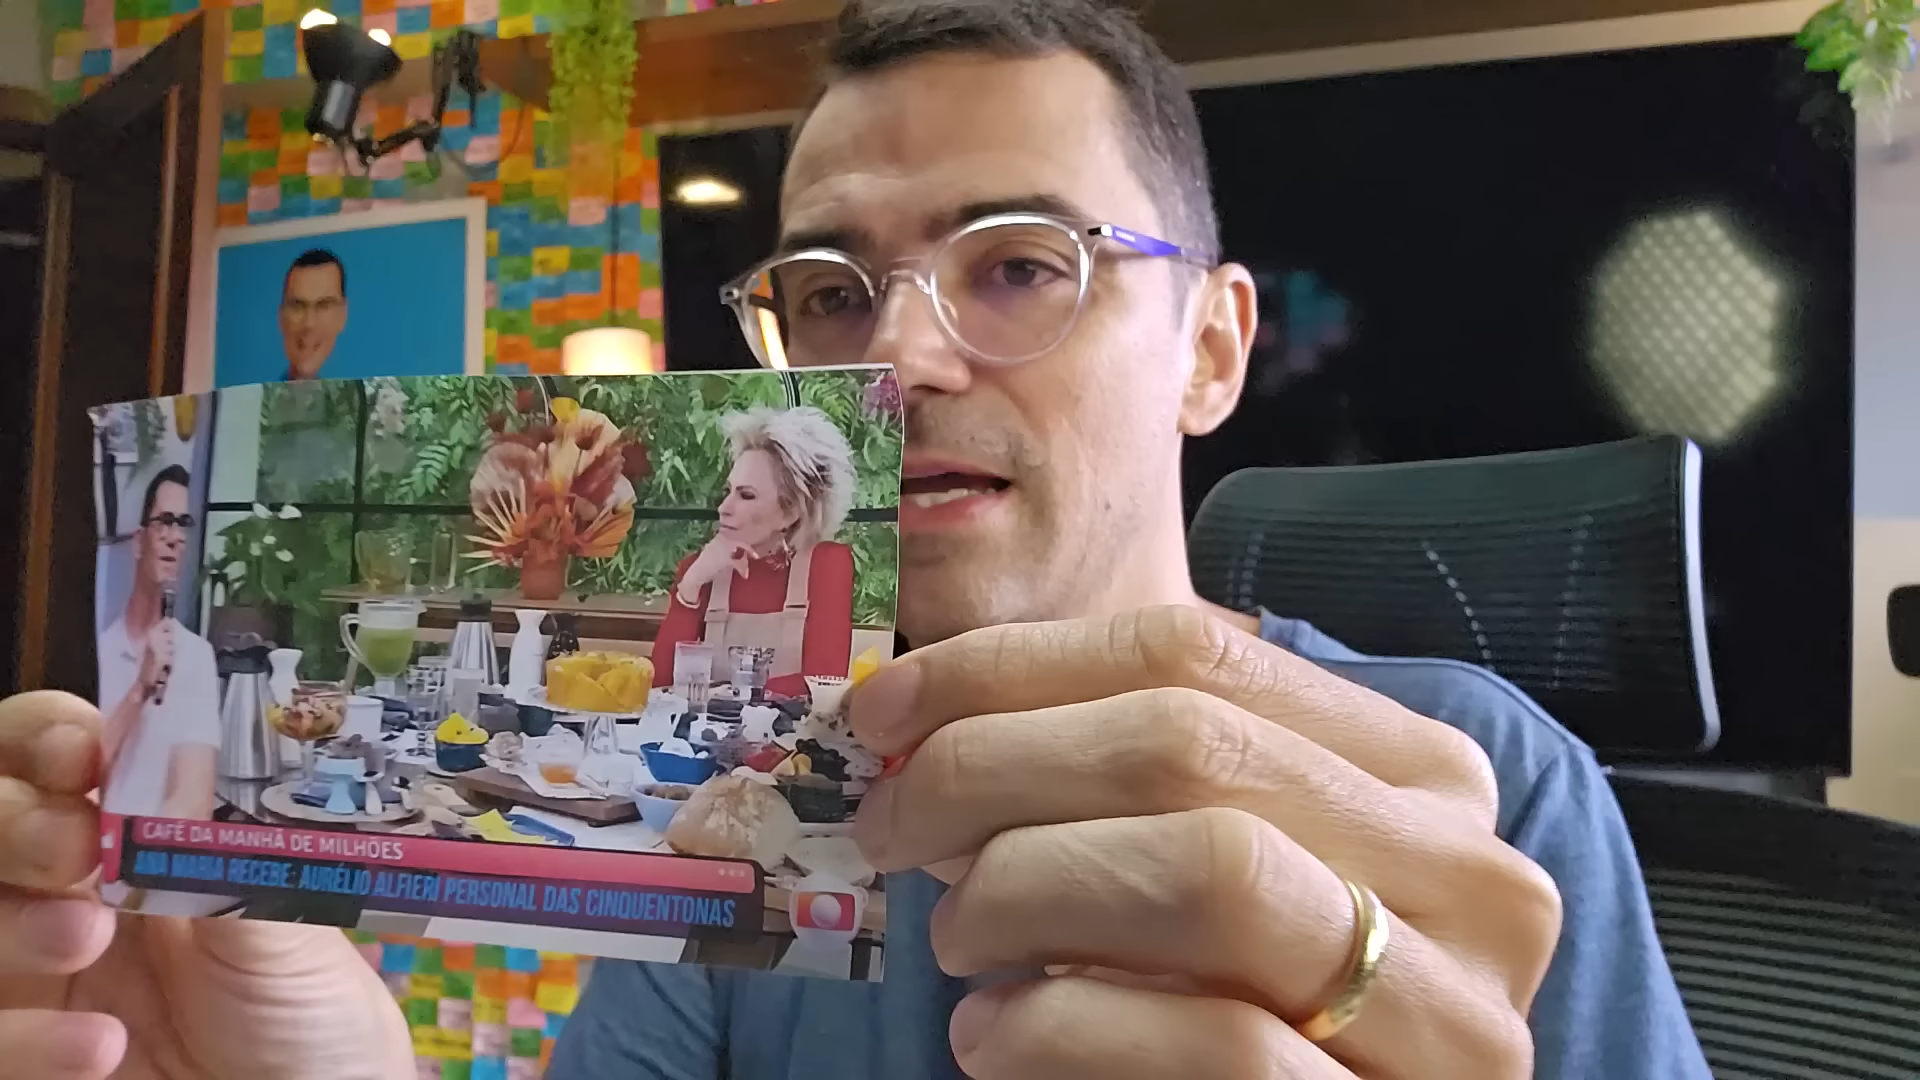 CAFÉ DA MANHÃ DE MILHÕES
ANA MARIA RECEBE: AURÉLIO ALFIERI PERSONAL DAS CINQUENTONAS